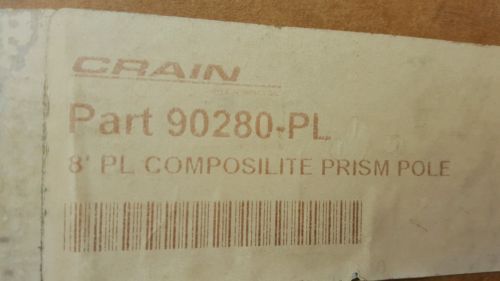 CRAIN
Part 90280-PL
8' PL COMPOSILITE PRISM POLE